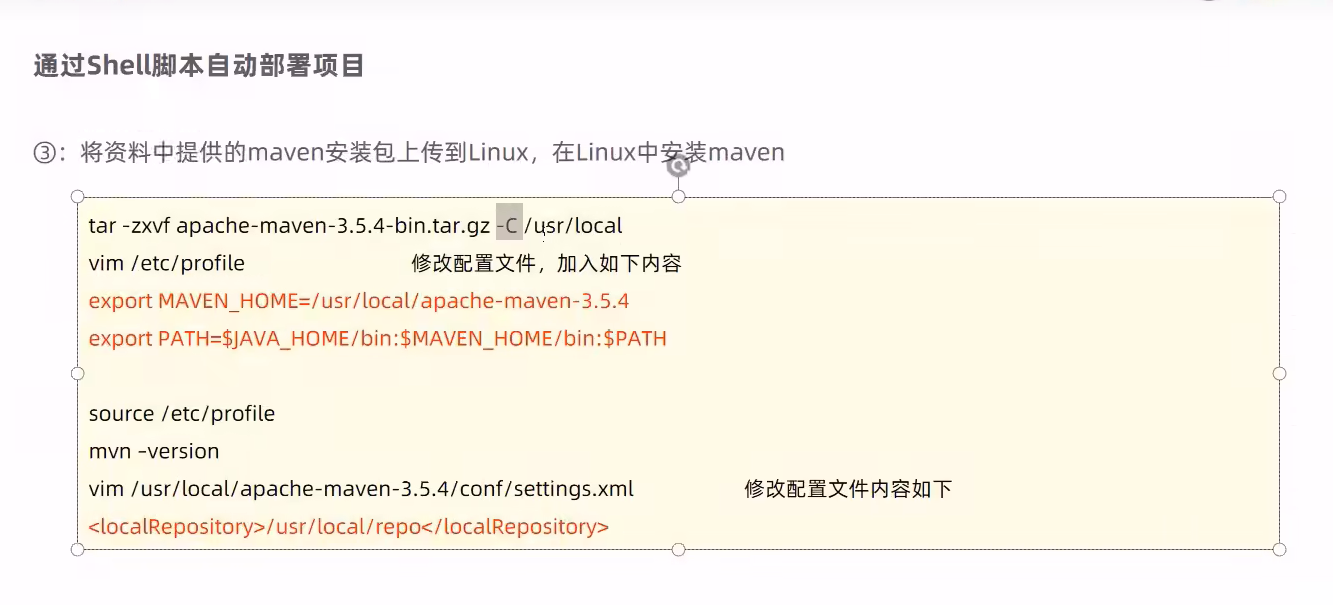 通过Shell脚本自动部署项目
③：将资料中提供的maven安装包上传到Linux，在Linux中安装maven
tar -zxvf apache-maven-3.5.4-bin.tar.gz -C /usr/local
vim /etc/profile 修改配置文件，加入如下内容
export MAVEN_HOME=/usr/local/apache-maven-3.5.4
export PATH=$JAVA_HOME/bin:$MAVEN_HOME/bin:$PATH
source /etc/profile
mvn –version
vim /usr/local/apache-maven-3.5.4/conf/settings.xml 修改配置文件内容如下
<localRepository>/usr/local/repo</localRepository>